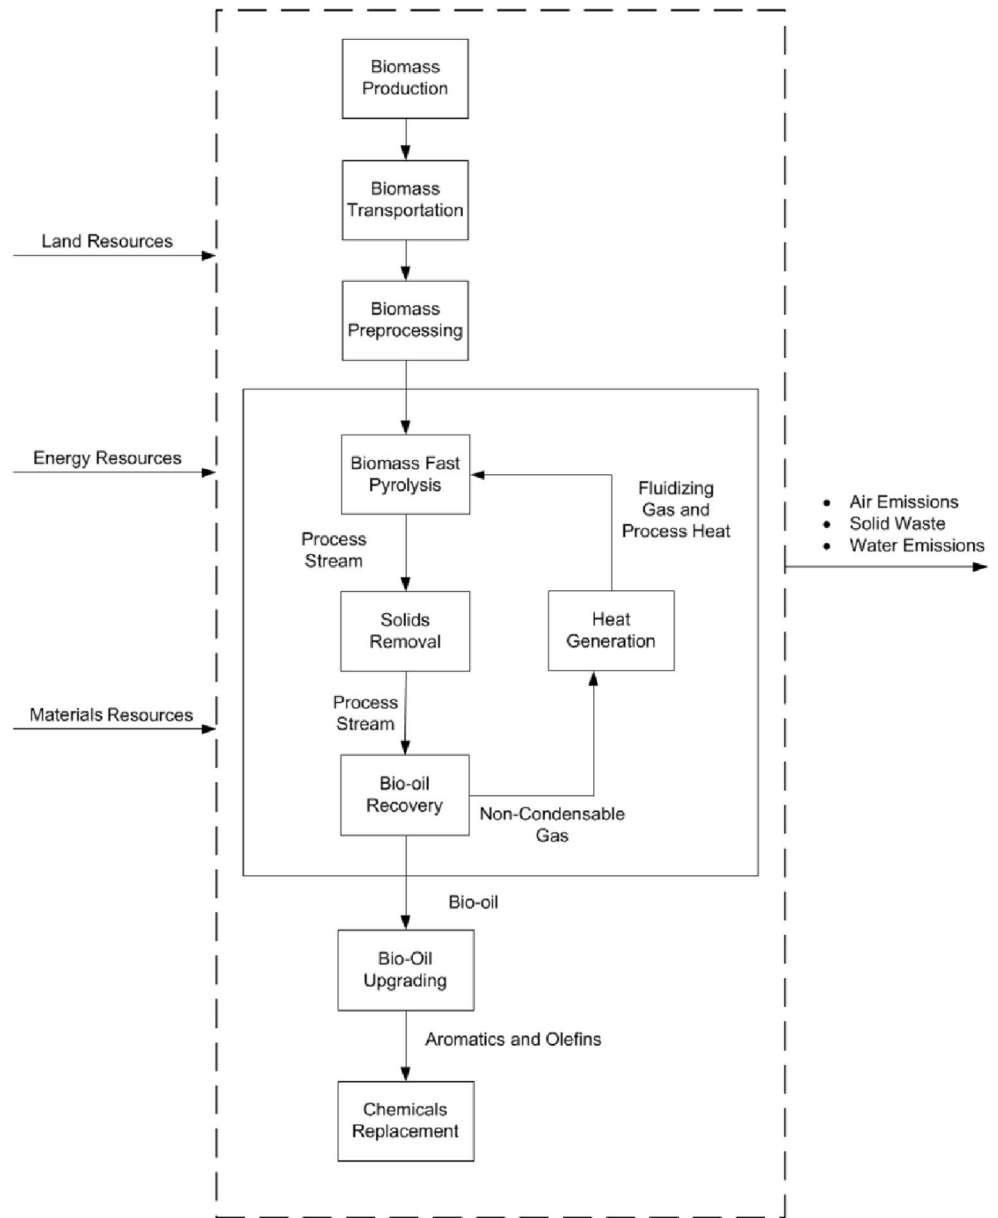 Biomass
Production
Biomass
Transportation
Land Resources
Biomass
Preprocessing
Energy Resources
Biomass Fast
Pyrolysis
Fluidizing
Gas and
Process Heat
• Air Emissions
• Solid Waste
• Water Emissions
Process
Stream
Solids
Removal
Heat
Generation
Materials Resources
Process
Stream
Bio-oil
Recovery
Non-Condensable
Gas
Bio-oil
Bio-Oil
Upgrading
Aromatics and Olefins
Chemicals
Replacement